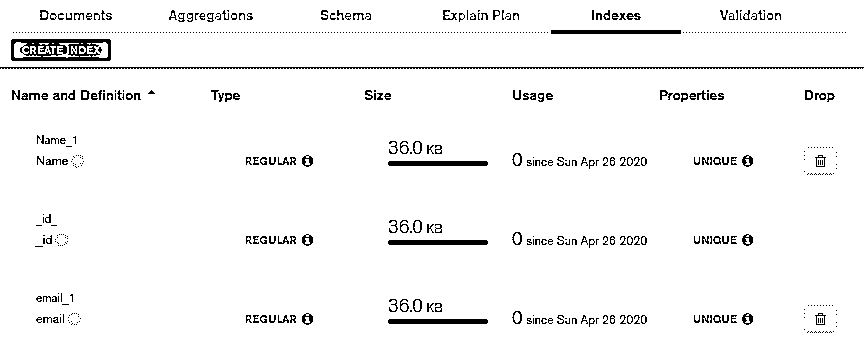 Documents Aggregations Schema Explain Plan Indexes Validation
CREATE INDEX
Name and Definition Type Size Usage Properties Drop
Name_1
Name REGULAR 36.0 KB 0 since Sun Apr 26 2020 UNIQUE
_id_
_id REGULAR 36.0 KB 0 since Sun Apr 26 2020 UNIQUE
email_1
email REGULAR 36.0 KB 0 since Sun Apr 26 2020 UNIQUE